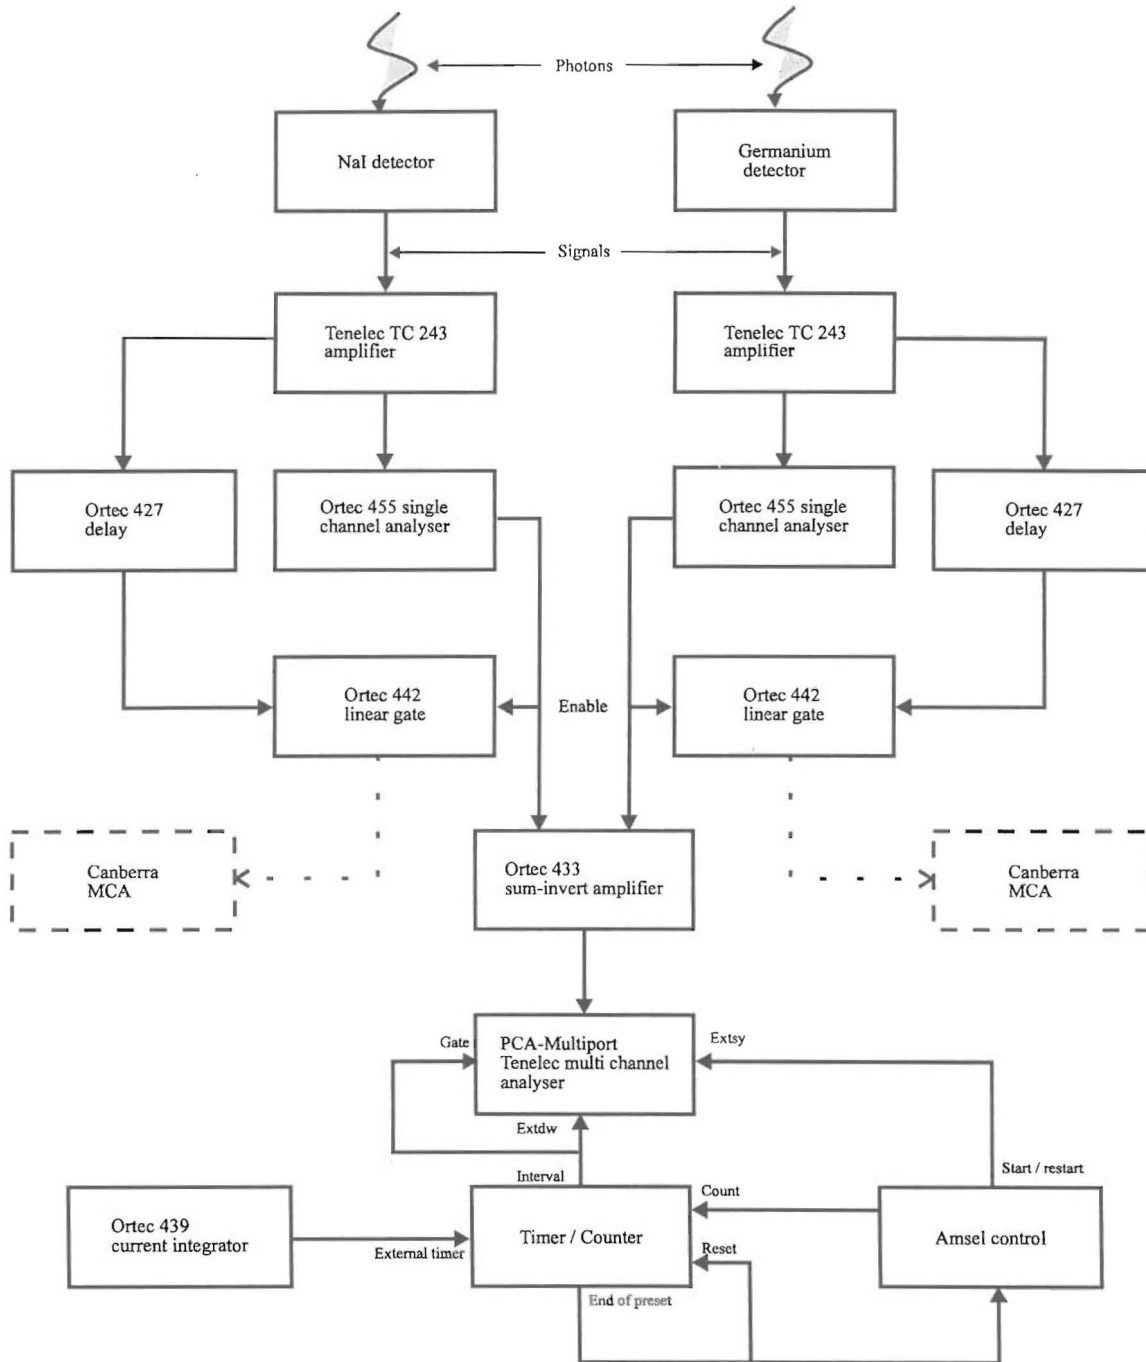 Photons
NaI detector
Germanium
detector
Signals
Tenelec TC 243
amplifier
Tenelec TC 243
amplifier
Ortec 427
delay
Ortec 455 single
channel analyser
Ortec 455 single
channel analyser
Ortec 427
delay
Ortec 442
linear gate
Enable
Ortec 442
linear gate
Canberra
MCA
Ortec 433
sum-invert amplifier
Canberra
MCA
Gate
PCA-Multiport
Tenelec multi channel
analyser
Extsy
Extdw
Interval
Start / restart
Ortec 439
current integrator
External timer
Timer / Counter
Count
Reset
Amsel control
End of preset